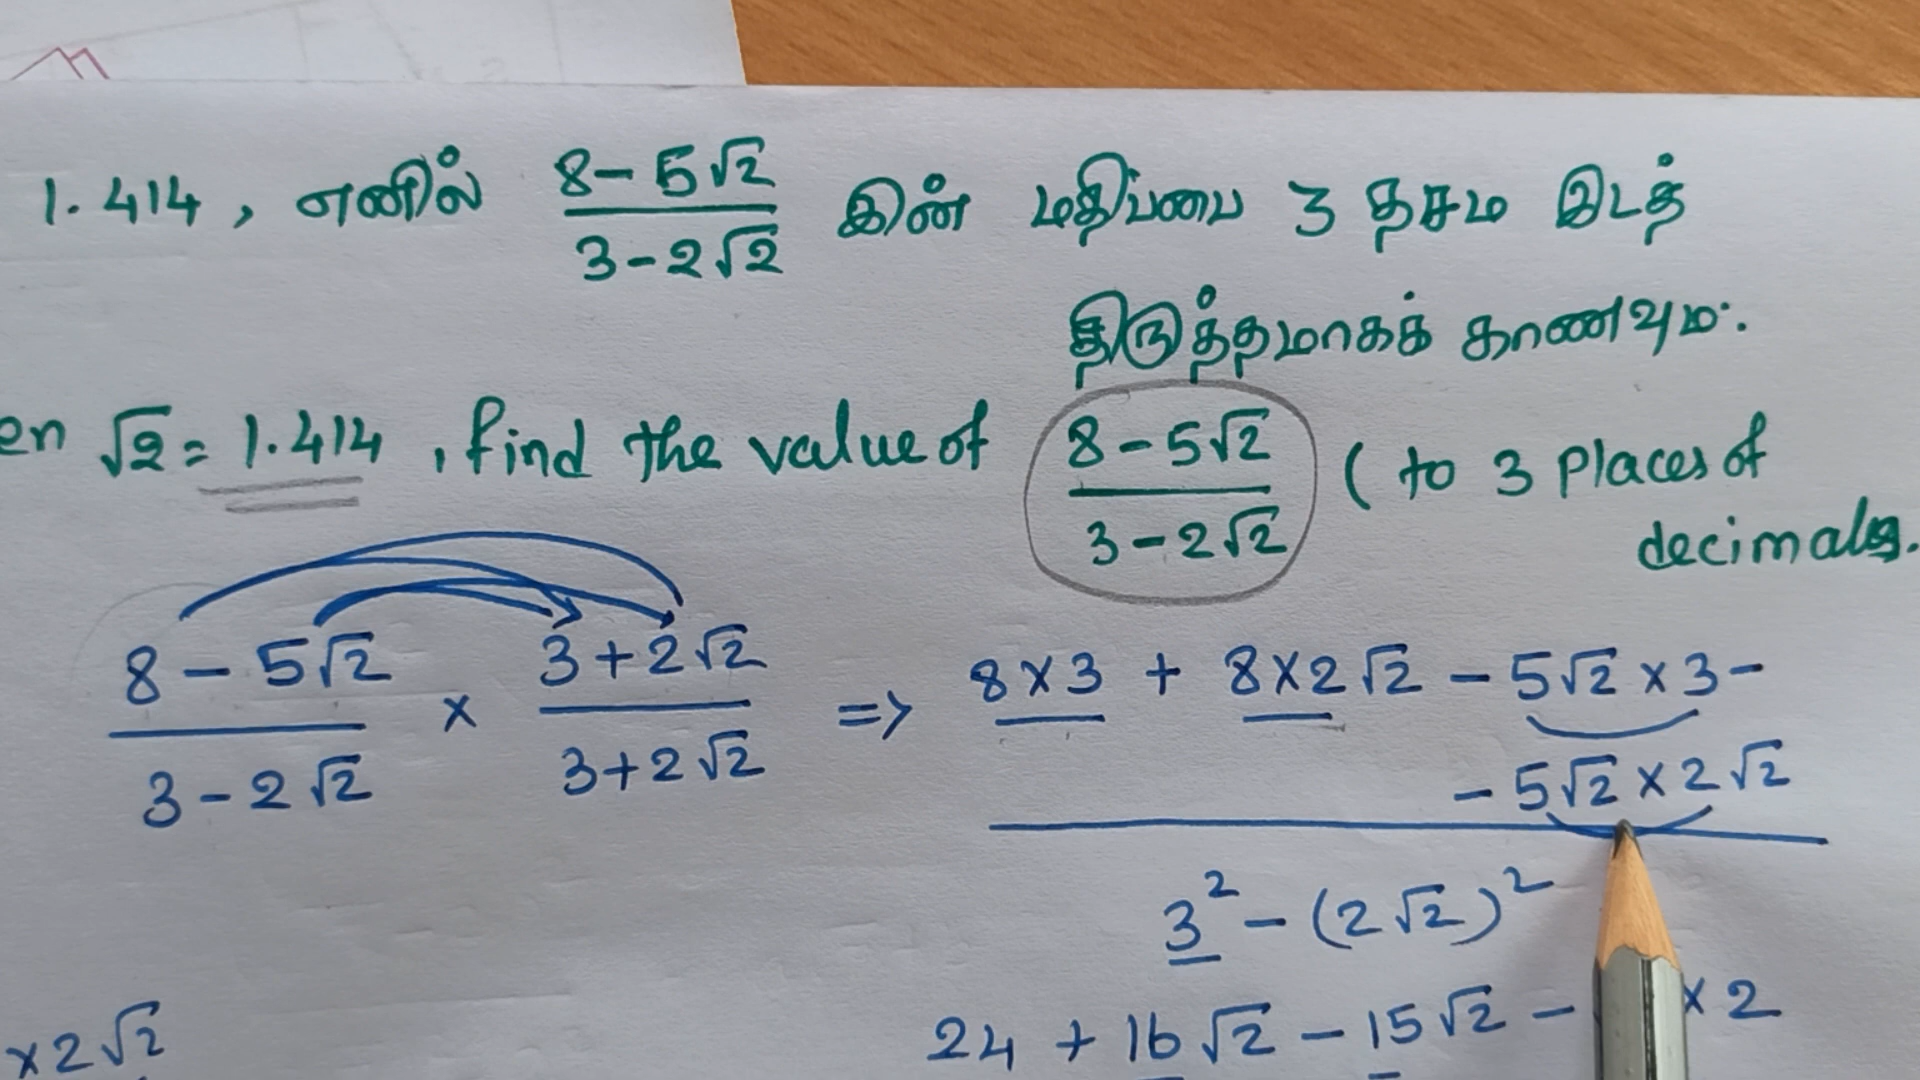 1.414, எனில் 8-5√2/3-2√2 இன் மதிப்பை 3 தசம இடத்
திருத்தமாகக் காணவும்.
en √2 = 1.414, find the value of 8-5√2/3-2√2 (to 3 Places of
decimals.
8-5√2/3-2√2 × 3+2√2/3+2√2 => 8×3 + 8×2√2 - 5√2×3 -
- 5√2×2√2
3² - (2√2)²
×2√2
24 + 16√2 - 15√2 - ×2